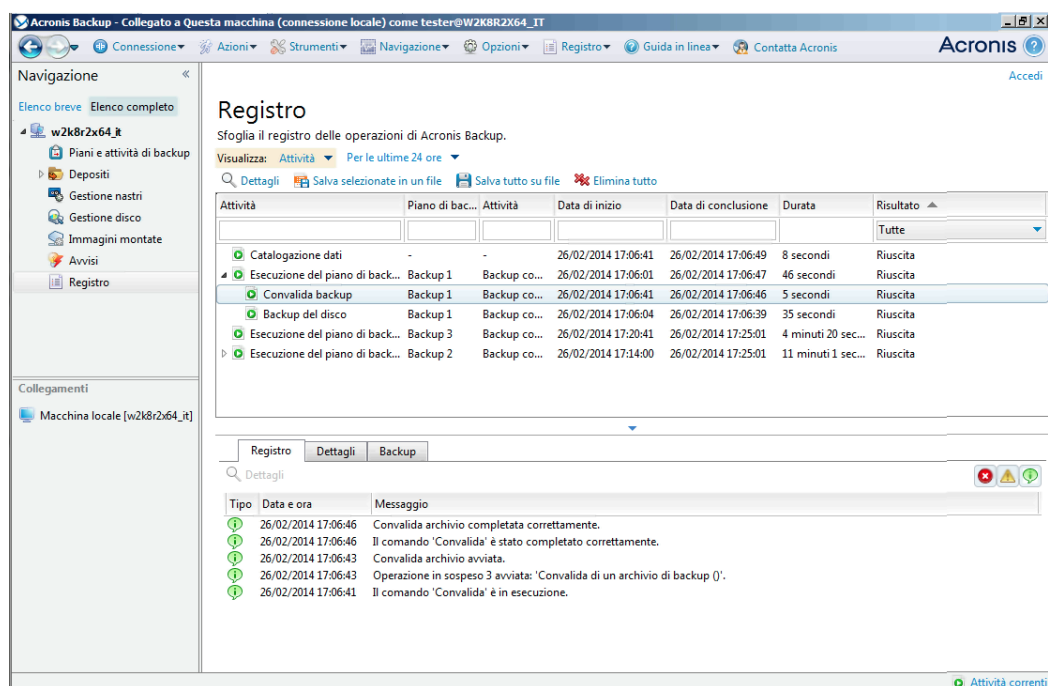 Acronis Backup - Collegato a Questa macchina (connessione locale) come tester@W2K8R2X64_IT
Connessione Azioni Strumenti Navigazione Opzioni Registro Guida in linea Contatta Acronis Acronis
Navigazione
Elenco breve Elenco completo
w2k8r2x64_it
Piani e attività di backup
Depositi
Gestione nastri
Gestione disco
Immagini montate
Avvisi
Registro
Collegamenti
Macchina locale [w2k8r2x64_it]
Accedi
Registro
Sfoglia il registro delle operazioni di Acronis Backup.
Visualizza: Attività Per le ultime 24 ore
Dettagli Salva selezionate in un file Salva tutto su file Elimina tutto
Attività Piano di bac... Attività Data di inizio Data di conclusione Durata Risultato
Tutte
Catalogazione dati - - 26/02/2014 17:06:41 26/02/2014 17:06:49 8 secondi Riuscita
Esecuzione del piano di back... Backup 1 Backup co... 26/02/2014 17:06:01 26/02/2014 17:06:47 46 secondi Riuscita
Convalida backup Backup 1 Backup co... 26/02/2014 17:06:41 26/02/2014 17:06:46 5 secondi Riuscita
Backup del disco Backup 1 Backup co... 26/02/2014 17:06:04 26/02/2014 17:06:39 35 secondi Riuscita
Esecuzione del piano di back... Backup 3 Backup co... 26/02/2014 17:20:41 26/02/2014 17:25:01 4 minuti 20 sec... Riuscita
Esecuzione del piano di back... Backup 2 Backup co... 26/02/2014 17:14:00 26/02/2014 17:25:01 11 minuti 1 sec... Riuscita
Registro Dettagli Backup
Dettagli
Tipo Data e ora Messaggio
26/02/2014 17:06:46 Convalida archivio completata correttamente.
26/02/2014 17:06:46 Il comando 'Convalida' è stato completato correttamente.
26/02/2014 17:06:43 Convalida archivio avviata.
26/02/2014 17:06:43 Operazione in sospeso 3 avviata: 'Convalida di un archivio di backup ()'.
26/02/2014 17:06:41 Il comando 'Convalida' è in esecuzione.
Attività correnti